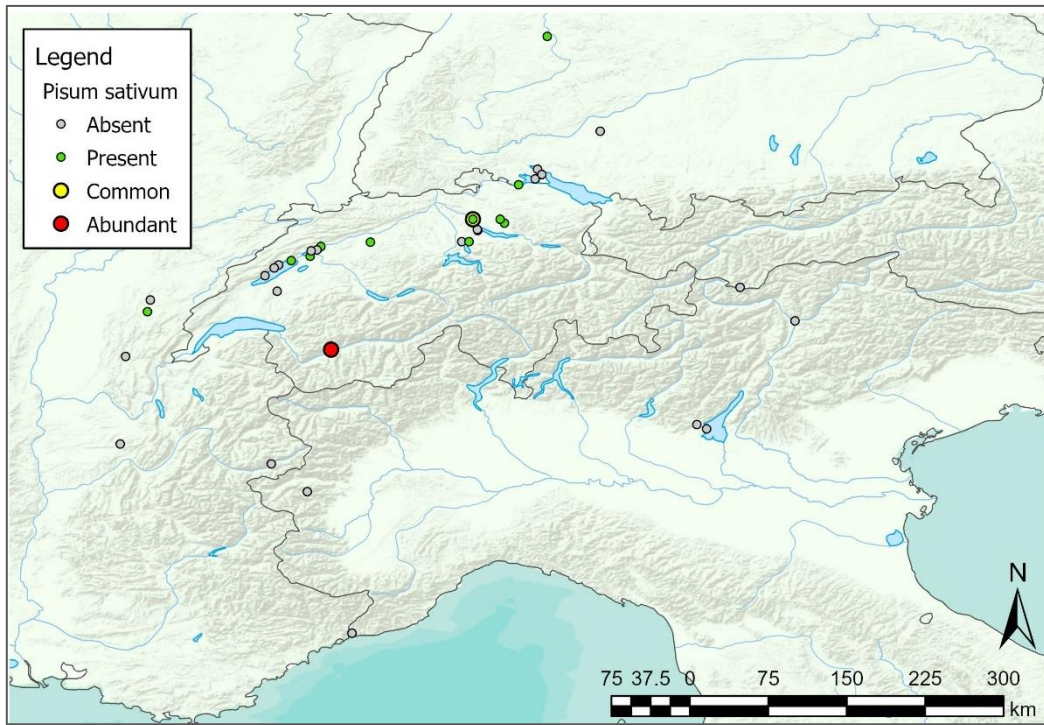 Legend
Pisum sativum
Absent
Present
Common
Abundant
N
75 37.5 0 75 150 225 300
km